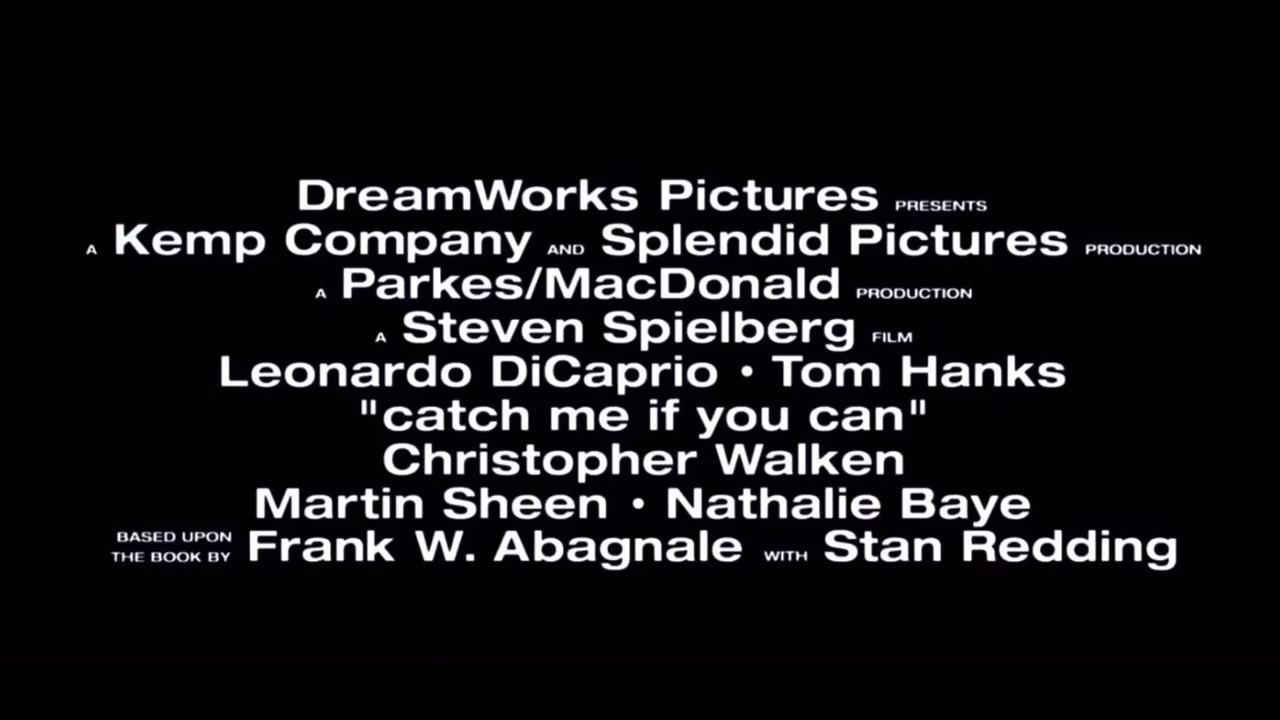 DreamWorks Pictures PRESENTS
A Kemp Company AND Splendid Pictures PRODUCTION
A Parkes/MacDonald PRODUCTION
A Steven Spielberg FILM
Leonardo DiCaprio • Tom Hanks
"catch me if you can"
Christopher Walken
Martin Sheen • Nathalie Baye
BASED UPON
THE BOOK BY Frank W. Abagnale WITH Stan Redding